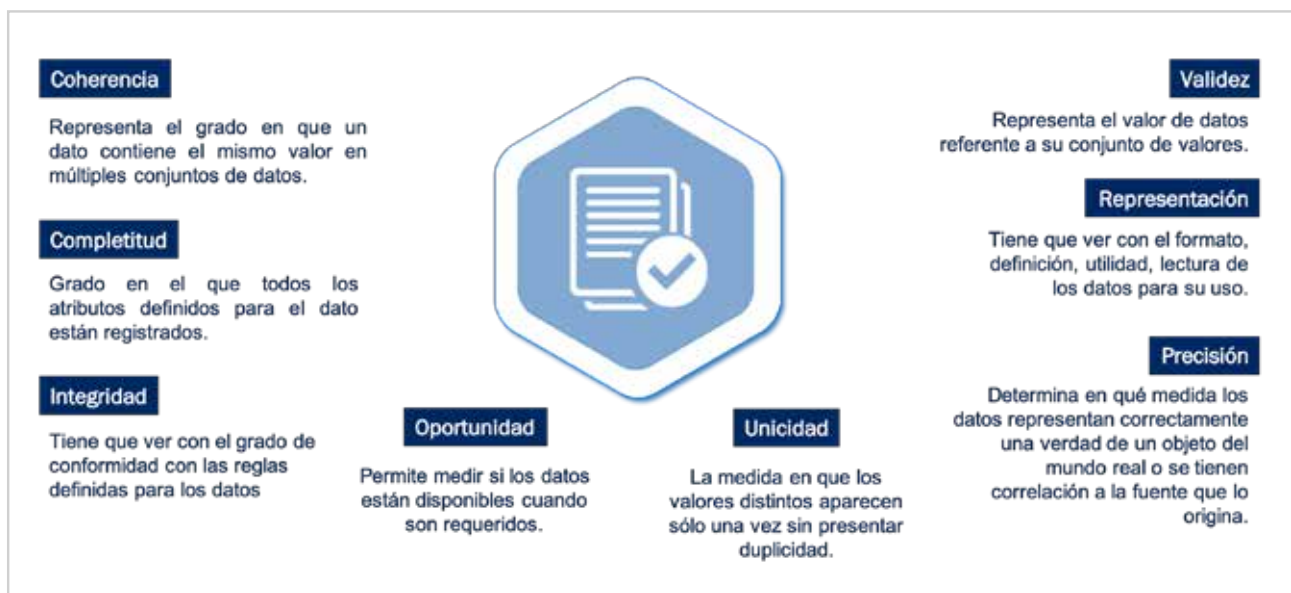 Coherencia
Representa el grado en que un
dato contiene el mismo valor en
múltiples conjuntos de datos.
Completitud
Grado en el que todos los
atributos definidos para el dato
están registrados.
Integridad
Tiene que ver con el grado de
conformidad con las reglas
definidas para los datos
Oportunidad
Permite medir si los datos
están disponibles cuando
son requeridos.
Unicidad
La medida en que los
valores distintos aparecen
sólo una vez sin presentar
duplicidad.
Validez
Representa el valor de datos
referente a su conjunto de valores.
Representación
Tiene que ver con el formato,
definición, utilidad, lectura de
los datos para su uso.
Precisión
Determina en qué medida los
datos representan correctamente
una verdad de un objeto del
mundo real o se tienen
correlación a la fuente que lo
origina.